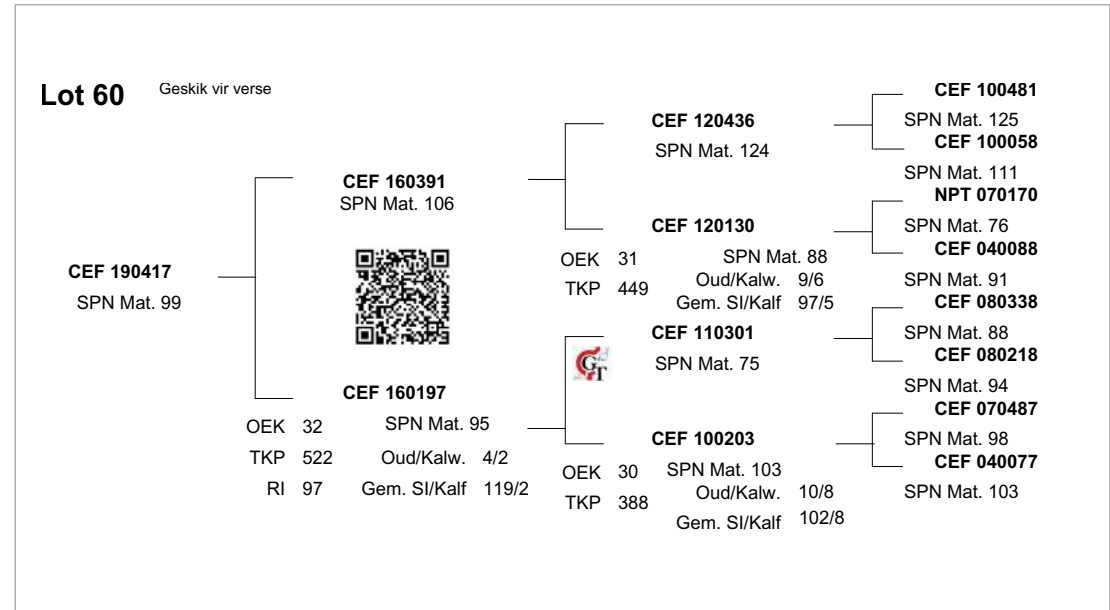 Lot 60
Geskik vir verse
CEF 190417
SPN Mat. 99
CEF 160391
SPN Mat. 106
CEF 160197
OEK 32 SPN Mat. 95
TKP 522 Oud/Kalw. 4/2
RI 97 Gem. SI/Kalf 119/2
CEF 120436
SPN Mat. 124
CEF 120130
OEK 31 SPN Mat. 88
TKP 449 Oud/Kalw. 9/6
Gem. SI/Kalf 97/5
GT
CEF 110301
SPN Mat. 75
CEF 100203
OEK 30 SPN Mat. 103
TKP 388 Oud/Kalw. 10/8
Gem. SI/Kalf 102/8
CEF 100481
SPN Mat. 125
CEF 100058
SPN Mat. 111
NPT 070170
SPN Mat. 76
CEF 040088
SPN Mat. 91
CEF 080338
SPN Mat. 88
CEF 080218
SPN Mat. 94
CEF 070487
SPN Mat. 98
CEF 040077
SPN Mat. 103